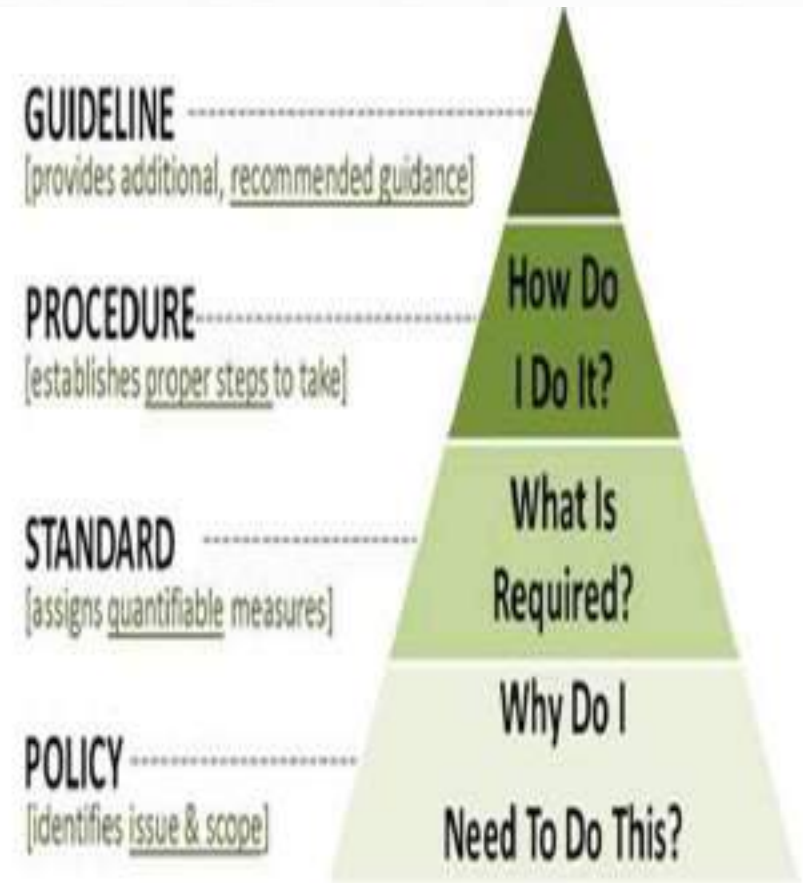 GUIDELINE
[provides additional, recommended guidance]
PROCEDURE
[establishes proper steps to take]
How Do
I Do It?
STANDARD
[assigns quantifiable measures]
What Is
Required?
POLICY
[identifies issue & scope]
Why Do I
Need To Do This?